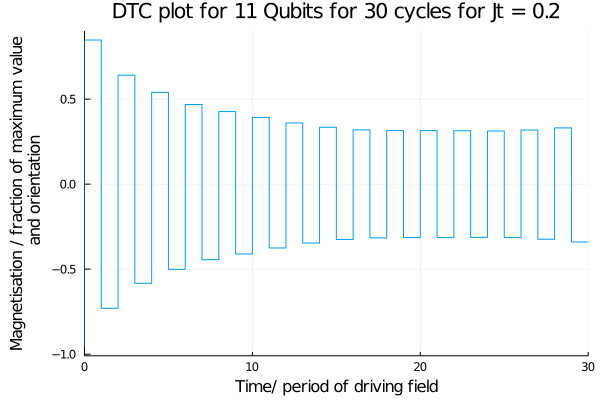 DTC plot for 11 Qubits for 30 cycles for Jt = 0.2
Magnetisation / fraction of maximum value
and orientation
0.5
0.0
−0.5
−1.0
0
10
20
30
Time/ period of driving field